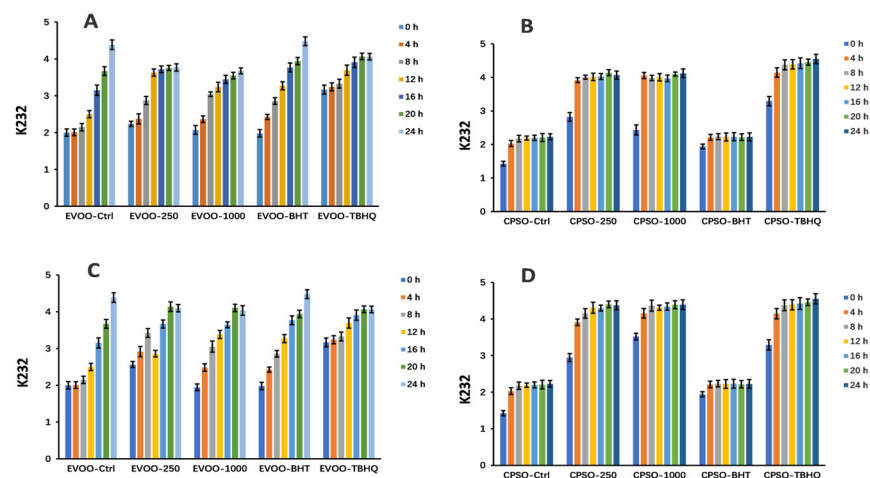 A
K232
5
4
3
2
1
0
EVOO-Ctrl EVOO-250 EVOO-1000 EVOO-BHT EVOO-TBHQ
0 h
4 h
8 h
12 h
16 h
20 h
24 h
B
K232
5
4
3
2
1
0
CPSO-Ctrl CPSO-250 CPSO-1000 CPSO-BHT CPSO-TBHQ
0 h
4 h
8 h
12 h
16 h
20 h
24 h
C
K232
5
4
3
2
1
0
EVOO-Ctrl EVOO-250 EVOO-1000 EVOO-BHT EVOO-TBHQ
0 h
4 h
8 h
12 h
16 h
20 h
24 h
D
K232
5
4
3
2
1
0
CPSO-Ctrl CPSO-250 CPSO-1000 CPSO-BHT CPSO-TBHQ
0 h
4 h
8 h
12 h
16 h
20 h
24 h